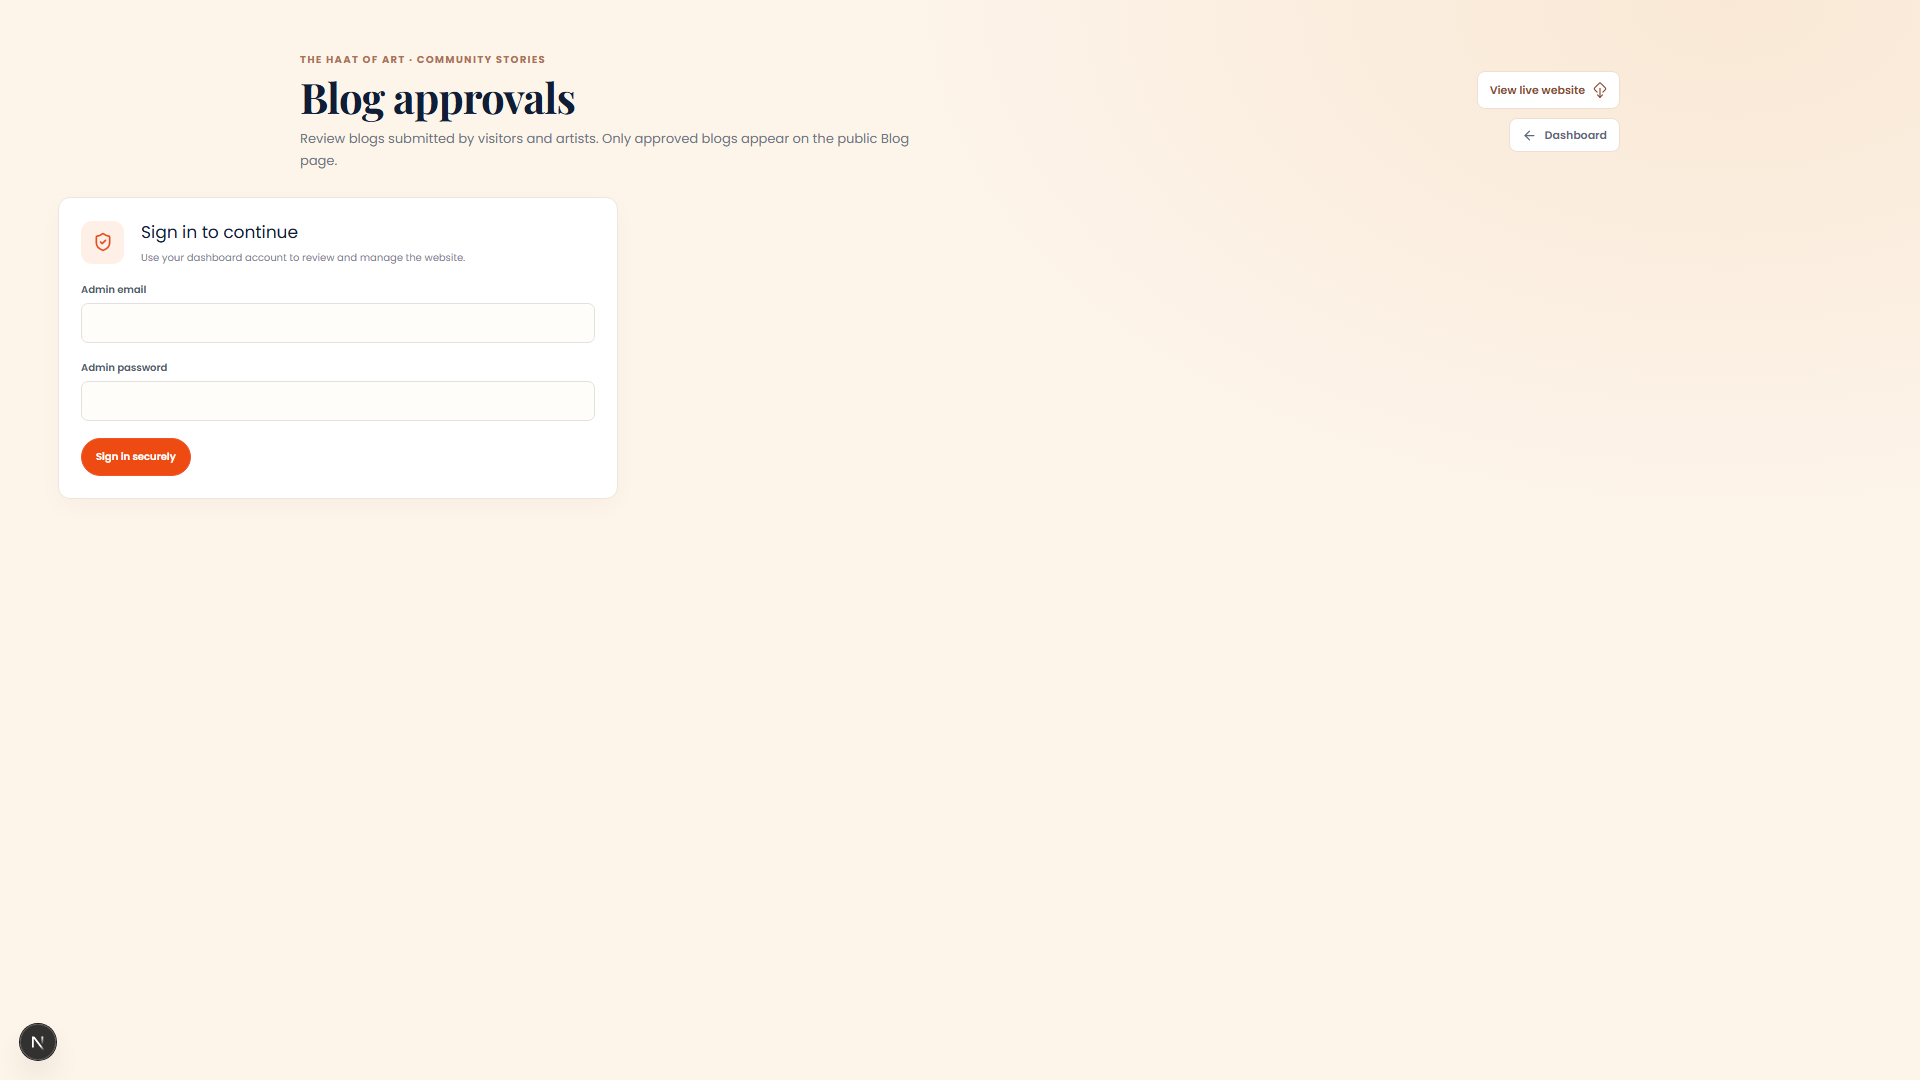 THE HAAT OF ART · COMMUNITY STORIES
Blog approvals
Review blogs submitted by visitors and artists. Only approved blogs appear on the public Blog
page.
View live website
Dashboard
Sign in to continue
Use your dashboard account to review and manage the website.
Admin email
Admin password
Sign in securely
N